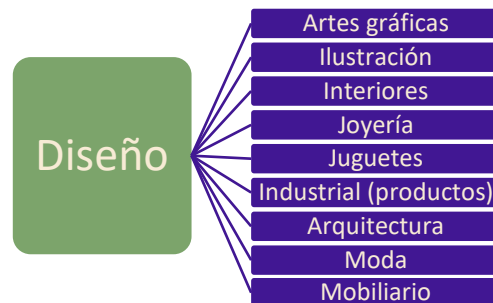 Diseño
Artes gráficas
Ilustración
Interiores
Joyería
Juguetes
Industrial (productos)
Arquitectura
Moda
Mobiliario